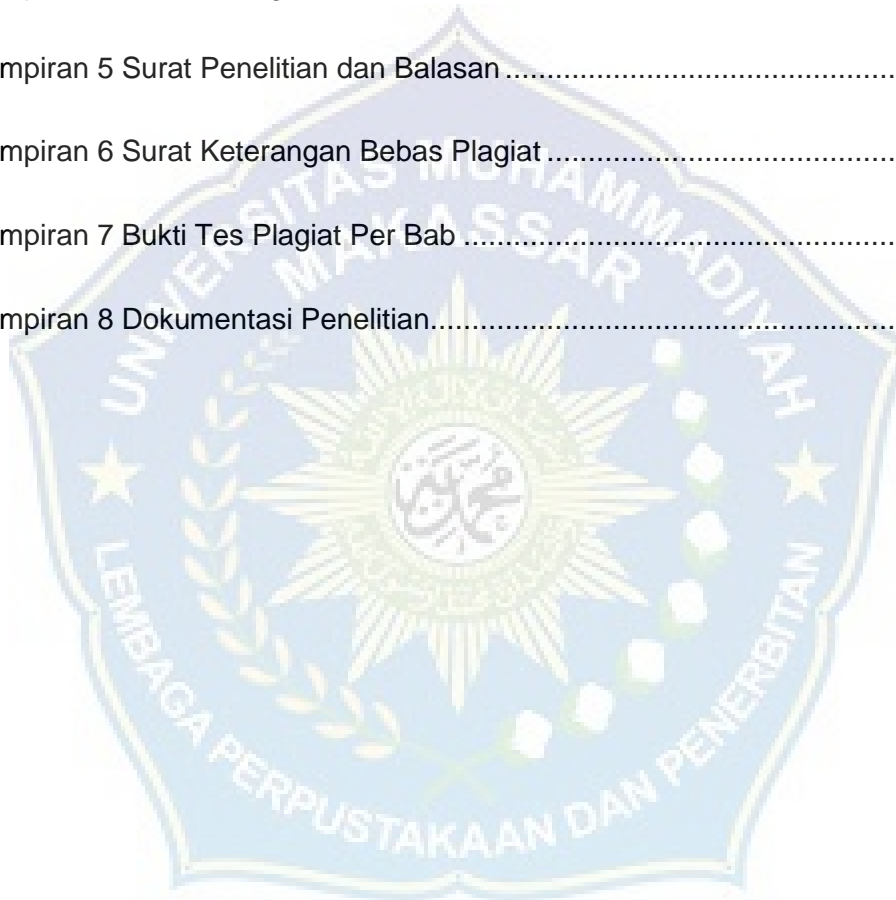 mpiran 5 Surat Penelitian dan Balasan................................................
mpiran 6 Surat Keterangan Bebas Plagiat...........................................
mpiran 7 Bukti Tes Plagiat Per Bab .....................................................
mpiran 8 Dokumentasi Penelitian.........................................................
UNIVERSITAS MUHAMMADIYAH
MAKASSAR
LEMBAGA PERPUSTAKAAN DAN PENERBITAN